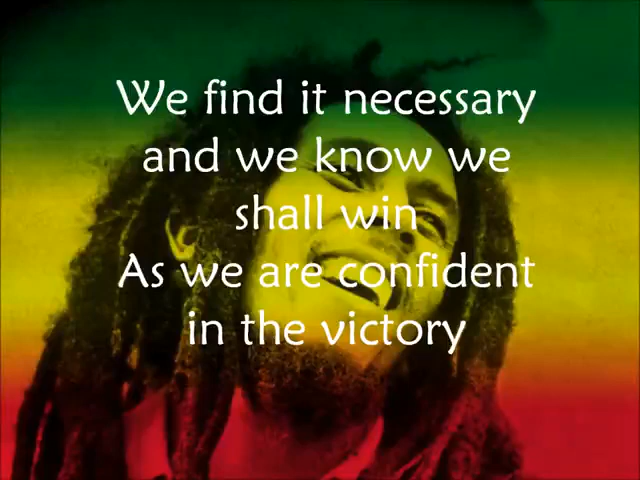 We find it necessary
and we know we
shall win
As we are confident
in the victory